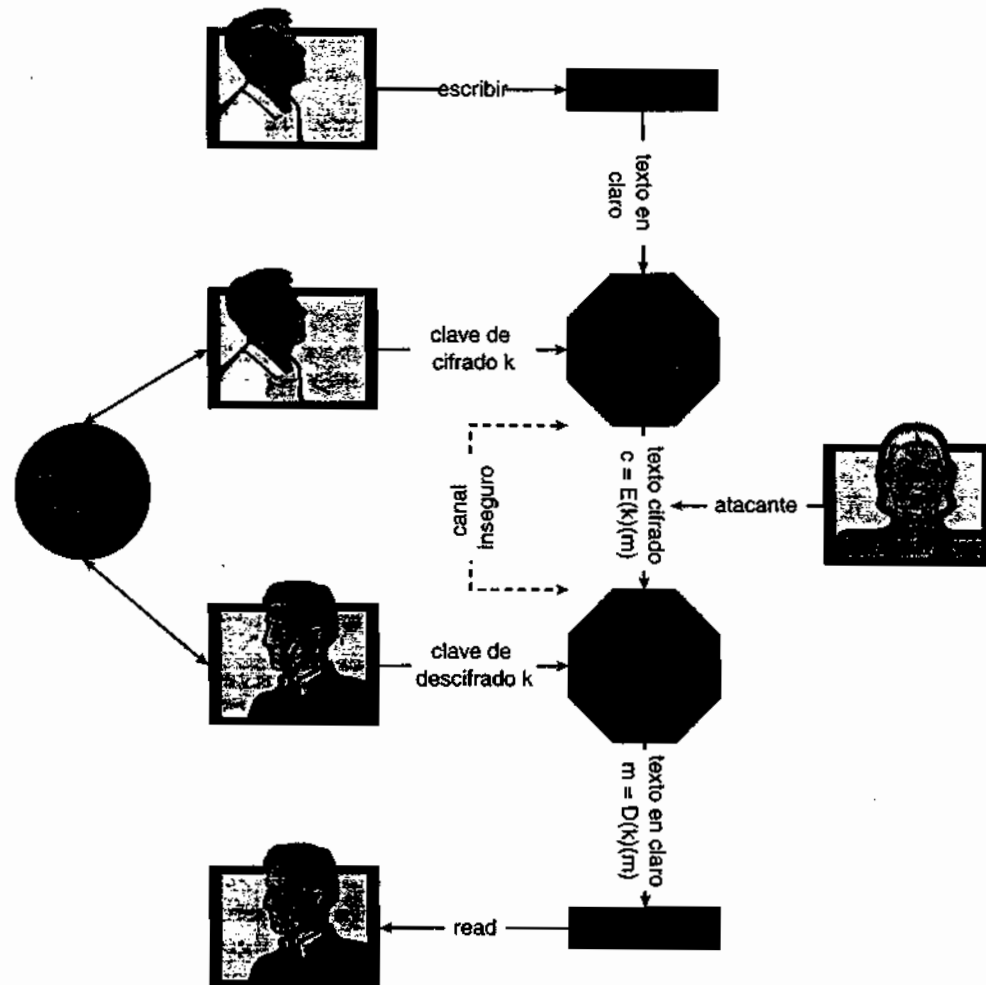 escribir
texto en
claro
clave de
cifrado k
canal
inseguro
texto cifrado
c = E(k)(m)
atacante
clave de
descifrado k
texto en claro
m = D(k)(m)
read